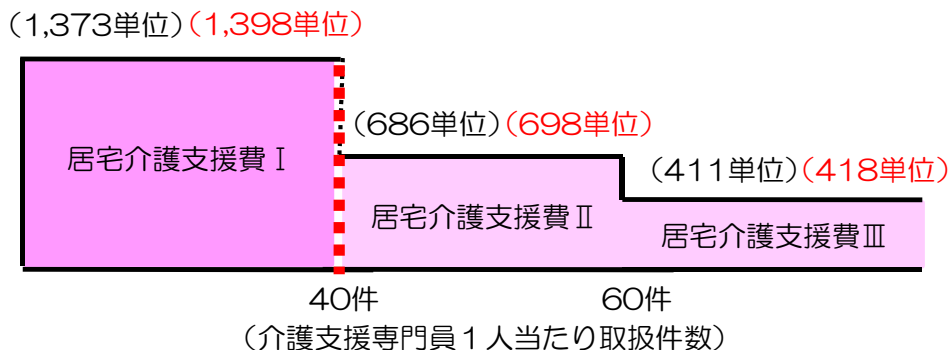 (1,373単位)(1,398単位)
(686単位)(698単位)
居宅介護支援費Ⅰ
(411単位)(418単位)
居宅介護支援費Ⅱ
居宅介護支援費Ⅲ
40件 60件
(介護支援専門員1人当たり取扱件数)